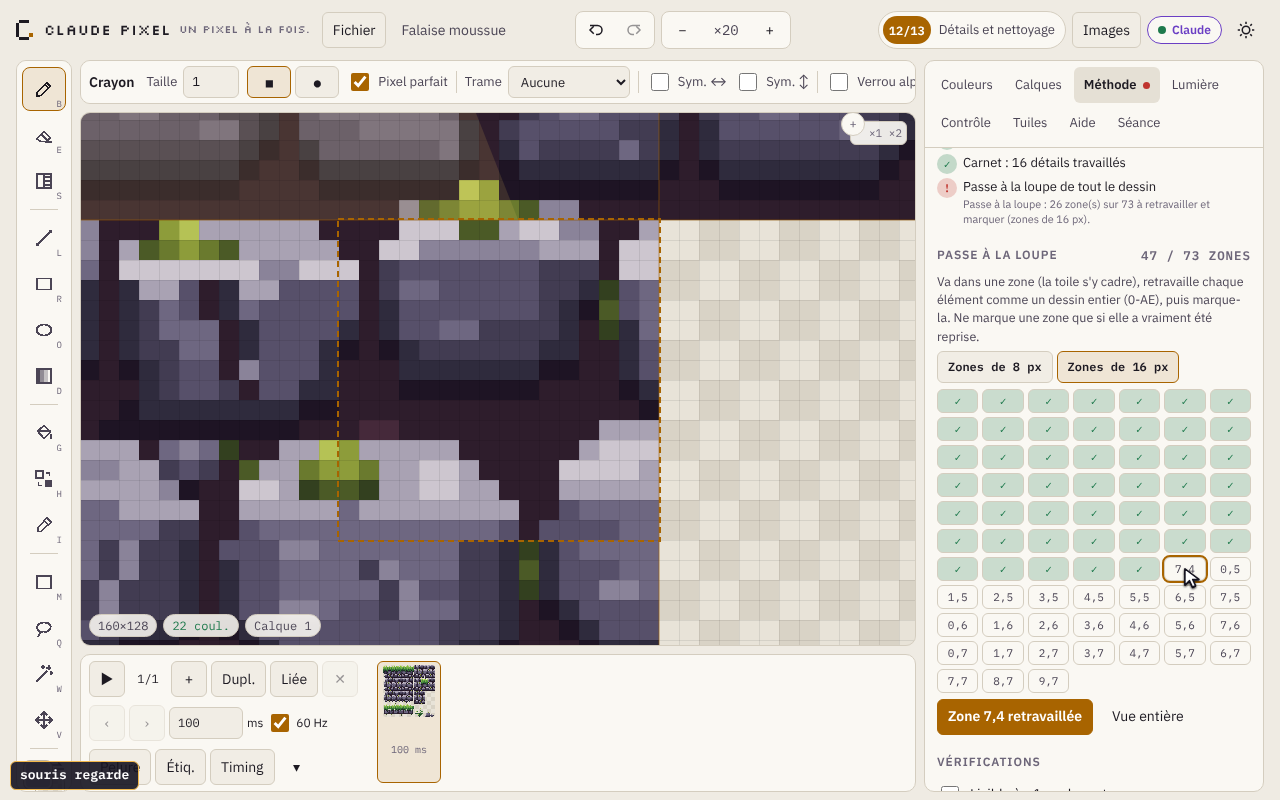 CLAUDE PIXEL UN PIXEL À LA FOIS. Fichier Falaise moussue − ×20 + 12/13 Détails et nettoyage Images Claude
Crayon Taille 1 Pixel parfait Trame Aucune Sym. ↔ Sym. ↕ Verrou alp
Couleurs Calques Méthode Lumière
Contrôle Tuiles Aide Séance
B
E
S
L
R
O
D
G
H
I
M
Q
W
V
+ ×1 ×2
160×128 22 coul. Calque 1
✓ Carnet : 16 détails travaillés
! Passe à la loupe de tout le dessin
Passe à la loupe : 26 zone(s) sur 73 à retravailler et
marquer (zones de 16 px).
PASSE À LA LOUPE 47 / 73 ZONES
Va dans une zone (la toile s'y cadre), retravaille chaque
élément comme un dessin entier (0-AE), puis marque-
la. Ne marque une zone que si elle a vraiment été
reprise.
Zones de 8 px Zones de 16 px
✓ ✓ ✓ ✓ ✓ ✓ ✓
✓ ✓ ✓ ✓ ✓ ✓ ✓
✓ ✓ ✓ ✓ ✓ ✓ ✓
✓ ✓ ✓ ✓ ✓ ✓ ✓
✓ ✓ ✓ ✓ ✓ ✓ ✓
✓ ✓ ✓ ✓ ✓ ✓ ✓
✓ ✓ ✓ ✓ ✓ 7,4 0,5
1,5 2,5 3,5 4,5 5,5 6,5 7,5
0,6 1,6 2,6 3,6 4,6 5,6 7,6
0,7 1,7 2,7 3,7 4,7 5,7 6,7
7,7 8,7 9,7
Zone 7,4 retravaillée Vue entière
VÉRIFICATIONS
1/1 + Dupl. Liée ✕
‹ › 100 ms 60 Hz
Étiq. Timing ▼
100 ms
souris regarde